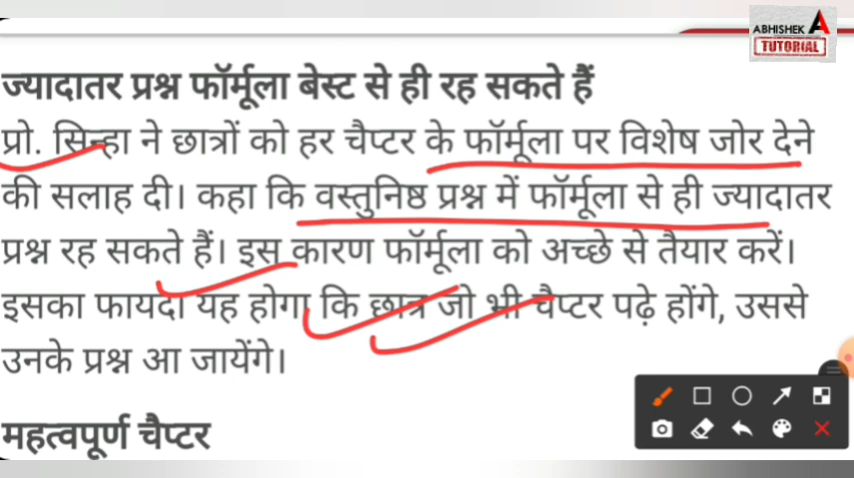 ABHISHEK A
TUTORIAL
ज्यादातर प्रश्न फॉर्मूला बेस्ट से ही रह सकते हैं
प्रो. सिन्हा ने छात्रों को हर चैप्टर के फॉर्मूला पर विशेष जोर देने
की सलाह दी। कहा कि वस्तुनिष्ठ प्रश्न में फॉर्मूला से ही ज्यादातर
प्रश्न रह सकते हैं। इस कारण फॉर्मूला को अच्छे से तैयार करें।
इसका फायदा यह होगा कि छात्र जो भी चैप्टर पढ़े होंगे, उससे
उनके प्रश्न आ जायेंगे।
महत्वपूर्ण चैप्टर